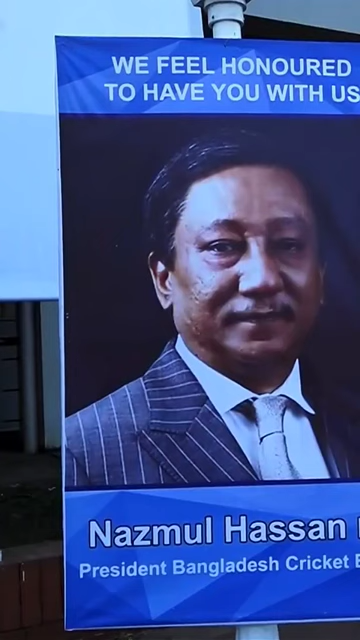 WE FEEL HONOURED
TO HAVE YOU WITH US
Nazmul Hassan
President Bangladesh Cricket